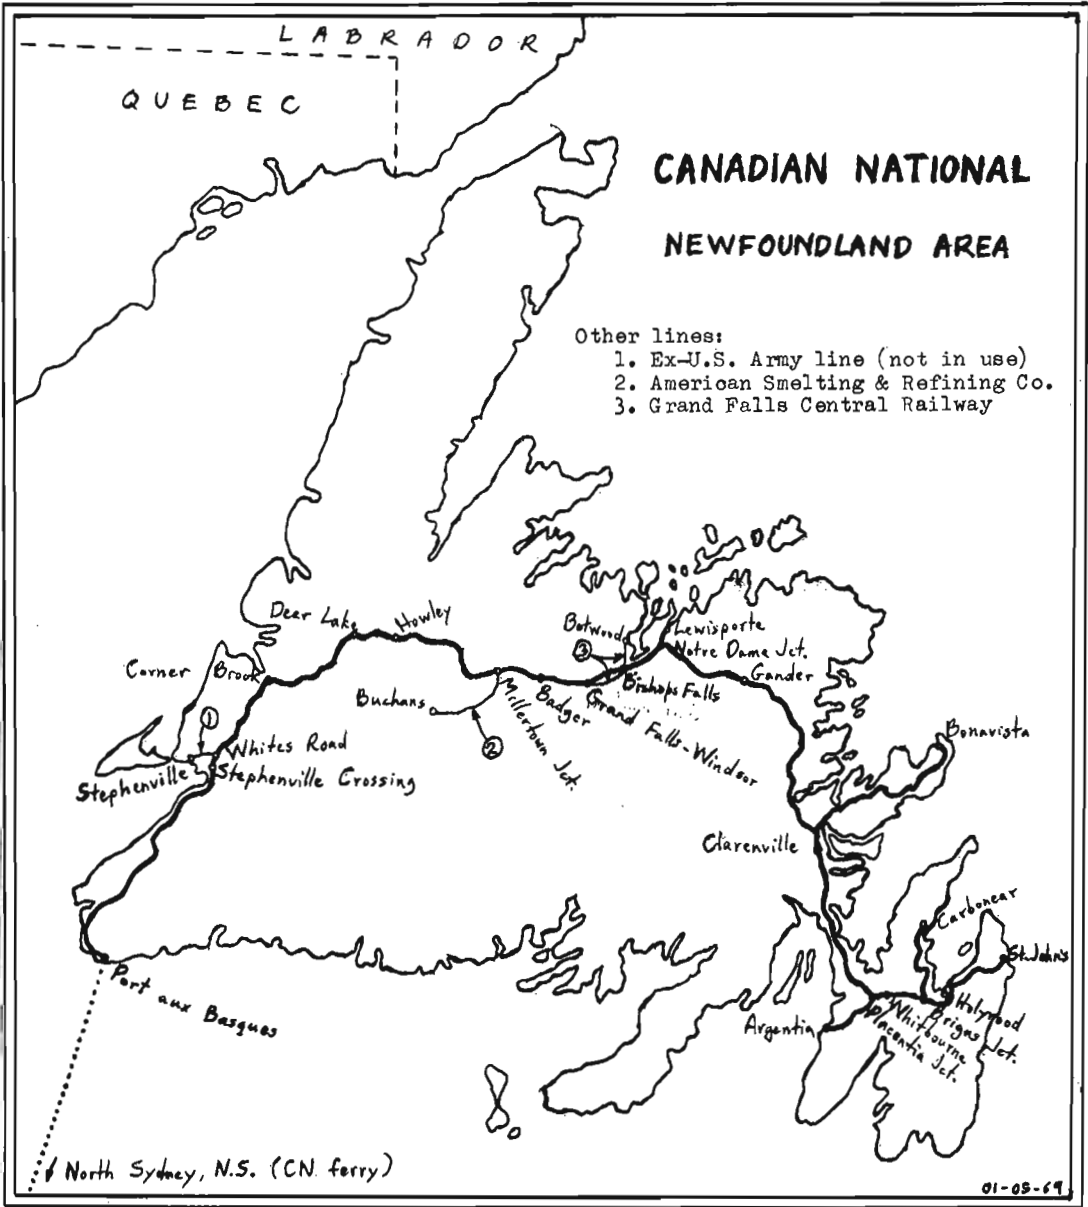 LABRADOR
QUEBEC
CANADIAN NATIONAL
NEWFOUNDLAND AREA
Other lines:
1. Ex-U.S. Army line (not in use)
2. American Smelting & Refining Co.
3. Grand Falls Central Railway
Deer Lake
Howley
Botwood
Lewisporte
Notre Dame Jct.
3
Corner Brook
Gander
Bishops Falls
Buchans
Badger
Grand Falls-Windsor
Millertown Jct.
1
2
Bonavista
Whites Road
Stephenville
Stephenville Crossing
Clarenville
Carbonear
St. John's
Port aux Basques
Argentia
Holyrood
Brigus Jct.
Whitbourne
Placentia Jct.
North Sydney, N.S. (CN ferry)
01-05-69